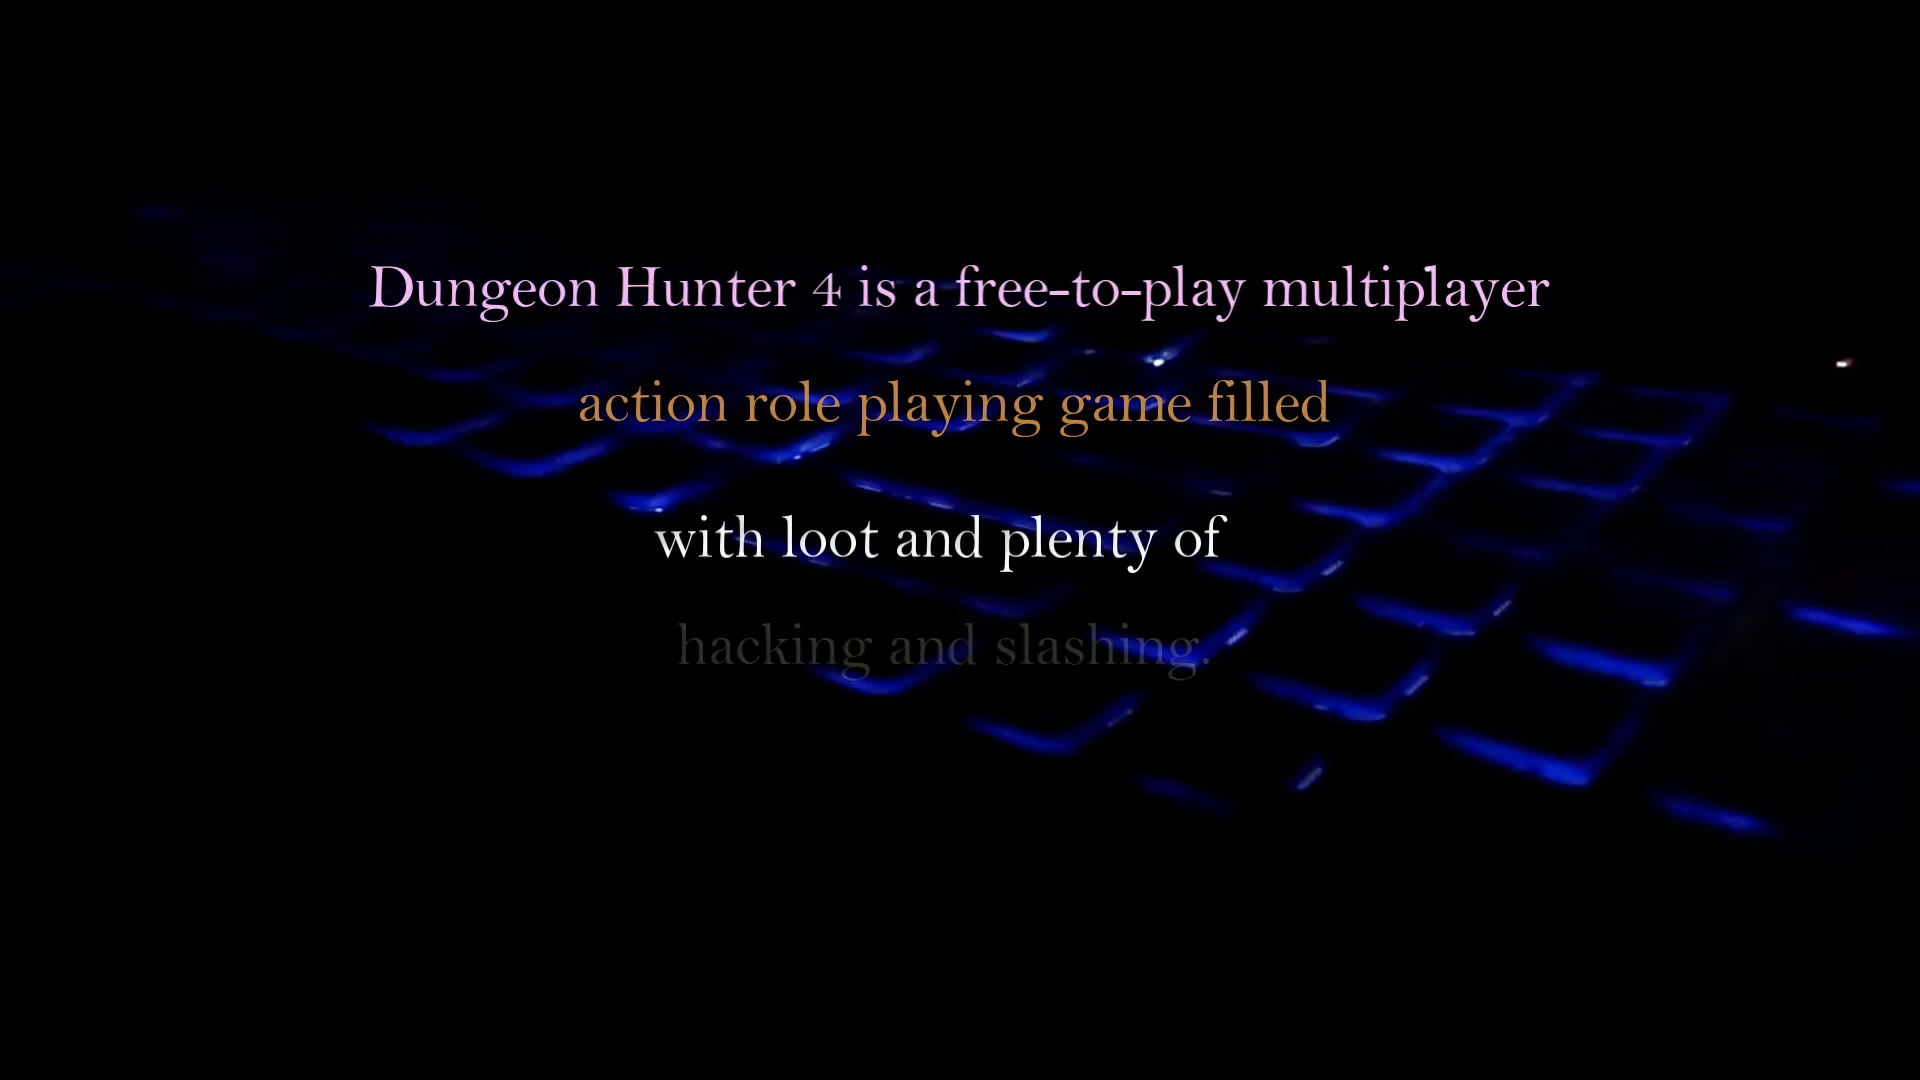 Dungeon Hunter 4 is a free-to-play multiplayer
action role playing game filled
with loot and plenty of
hacking and slashing.